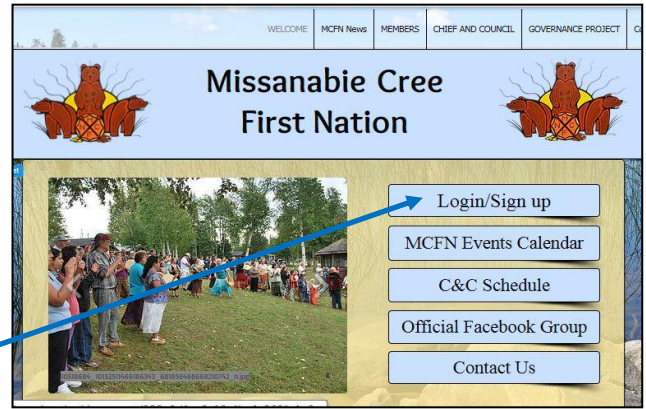 WELCOME MCFN News MEMBERS CHIEF AND COUNCIL GOVERNANCE PROJECT
Missanabie Cree
First Nation
Login/Sign up
MCFN Events Calendar
C&C Schedule
Official Facebook Group
Contact Us